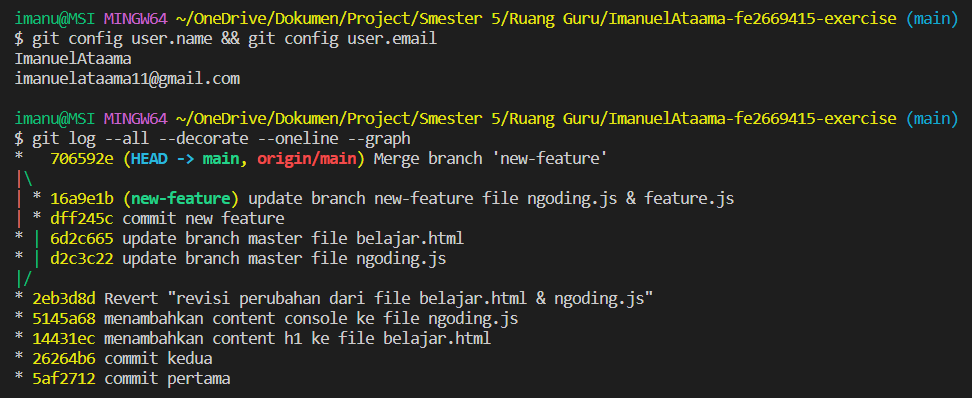 imanu@MSI MINGW64 ~/OneDrive/Dokumen/Project/Smester 5/Ruang Guru/ImanuelAtaama-fe2669415-exercise (main)
$ git config user.name && git config user.email
ImanuelAtaama
imanuelataama11@gmail.com

imanu@MSI MINGW64 ~/OneDrive/Dokumen/Project/Smester 5/Ruang Guru/ImanuelAtaama-fe2669415-exercise (main)
$ git log --all --decorate --oneline --graph
*   706592e (HEAD -> main, origin/main) Merge branch 'new-feature'
|\
| * 16a9e1b (new-feature) update branch new-feature file ngoding.js & feature.js
| * dff245c commit new feature
* | 6d2c665 update branch master file belajar.html
* | d2c3c22 update branch master file ngoding.js
|/
* 2eb3d8d Revert "revisi perubahan dari file belajar.html & ngoding.js"
* 5145a68 menambahkan content console ke file ngoding.js
* 14431ec menambahkan content h1 ke file belajar.html
* 26264b6 commit kedua
* 5af2712 commit pertama